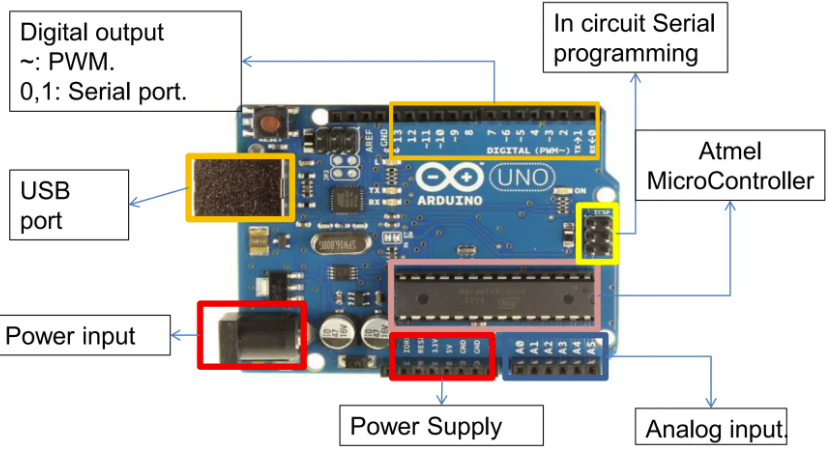 Digital output
~: PWM.
0,1: Serial port.
In circuit Serial
programming
RESET
AREF
GND
13
12
~11
~10
~9
8
7
~6
~5
4
~3
2
TX→1
RX←0
DIGITAL (PWM~)
Atmel
MicroController
USB
port
TX
RX
UNO
ARDUINO
ON
ICSP
Power input
3.3V
5V
GND
GND
A0
A1
A2
A3
A4
A5
Power Supply
Analog input.